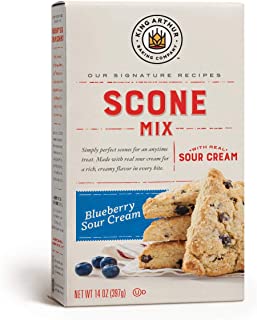 KING ARTHUR
BAKING COMPANY
OUR SIGNATURE RECIPES
SCONE
MIX
Simply perfect scones for an anytime
treat. Made with real sour cream for
a rich, creamy flavor in every bite.
WITH REAL
SOUR CREAM
Blueberry
Sour Cream
NET WT 14 OZ (397g)
U D